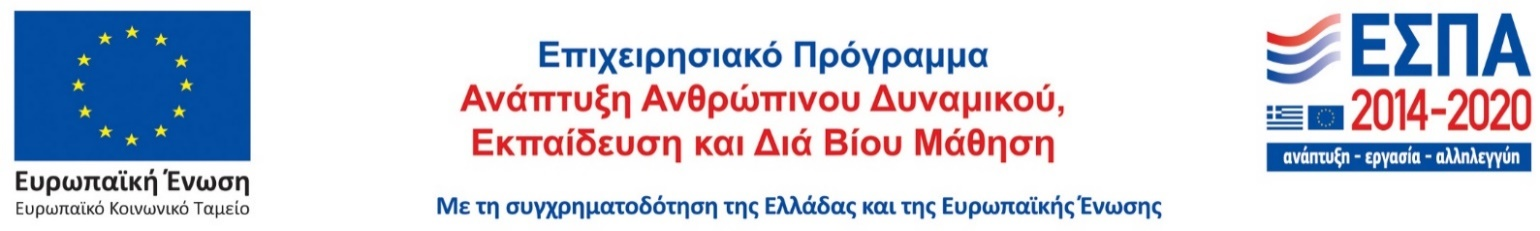 Ευρωπαϊκή Ένωση
Ευρωπαϊκό Κοινωνικό Ταμείο
Επιχειρησιακό Πρόγραμμα
Ανάπτυξη Ανθρώπινου Δυναμικού,
Εκπαίδευση και Διά Βίου Μάθηση
Με τη συγχρηματοδότηση της Ελλάδας και της Ευρωπαϊκής Ένωσης
ΕΣΠΑ
2014-2020
ανάπτυξη - εργασία - αλληλεγγύη